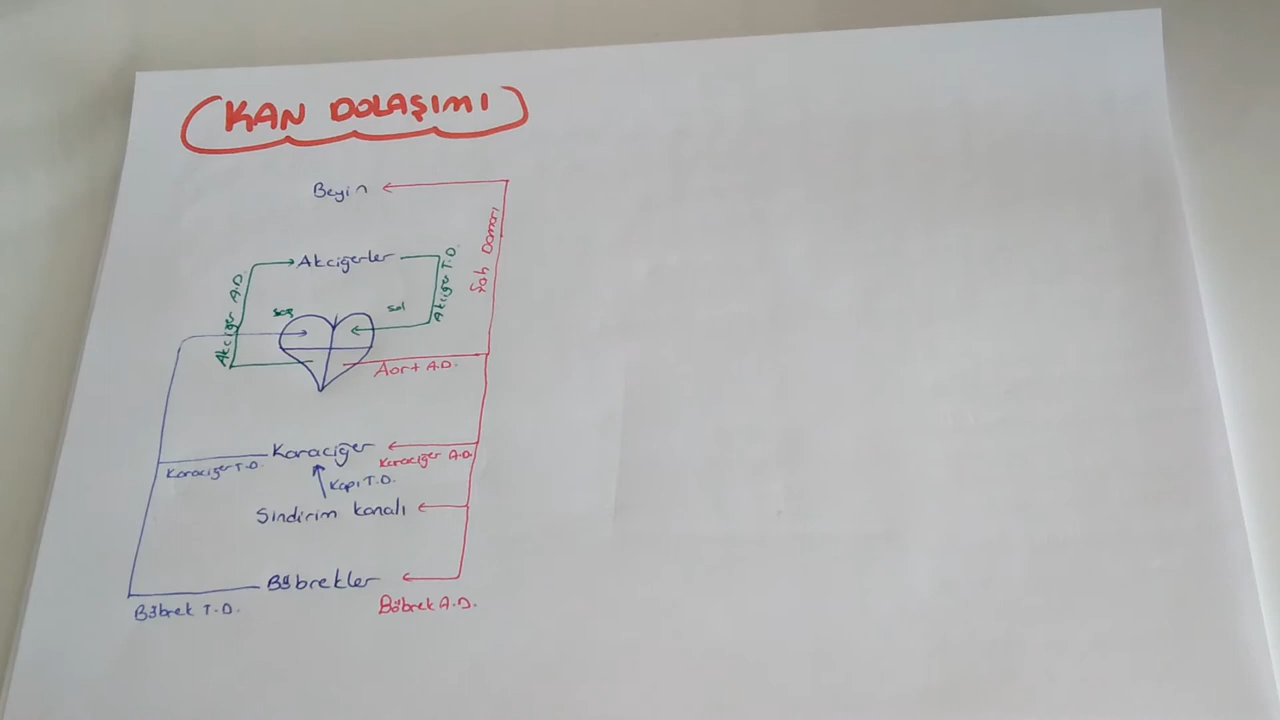 KAN DOLAŞIMI
Beyin
Şah Damarı
Akciğerler
Akciğer A.D.
Akciğer T.D.
Sağ
Sol
Aort A.D.
Karaciğer
Karaciğer T.D.
Karaciğer A.D.
Kapı T.D.
Sindirim kanalı
Böbrekler
Böbrek T.D.
Böbrek A.D.